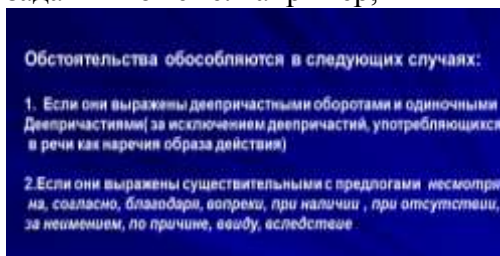 Обстоятельства обособляются в следующих случаях:
1. Если они выражены деепричастными оборотами и одиночными
Деепричастиями( за исключением деепричастий, употребляющихся
в речи как наречия образа действия)
2.Если они выражены существительными с предлогами несмотря
на, согласно, благодаря, вопреки, при наличии , при отсутствии,
за неимением, по причине, ввиду, вследствие